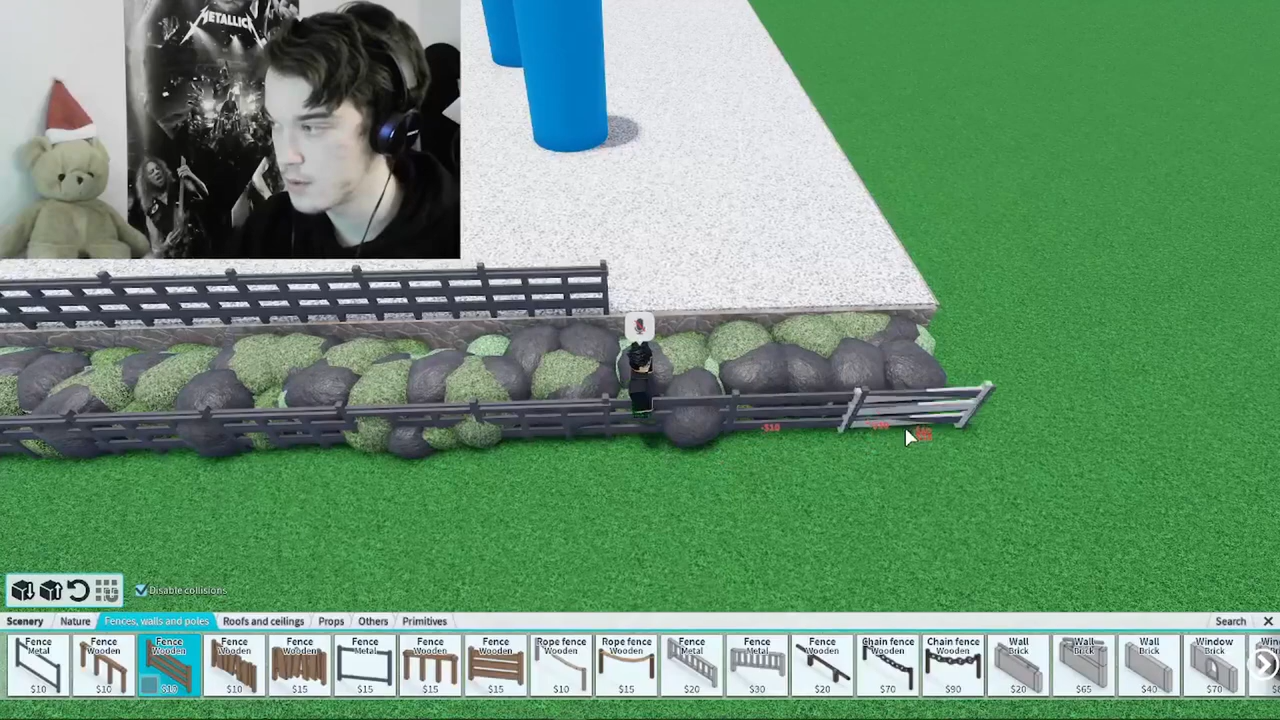 METALLICA
-$10
Disable collisions
Scenery Nature Fences, walls and poles Roofs and ceilings Props Others Primitives Search
Fence Metal $10
Fence Wooden $10
Fence Wooden $10
Fence Wooden $10
Fence Wooden $15
Fence Metal $15
Fence Wooden $15
Fence Wooden $15
Rope fence Wooden $10
Rope fence Wooden $15
Fence Metal $20
Fence Metal $30
Fence Wooden $20
Chain fence Wooden $70
Chain fence Wooden $90
Wall Brick $20
Wall Brick $65
Wall Brick $40
Window Brick $70